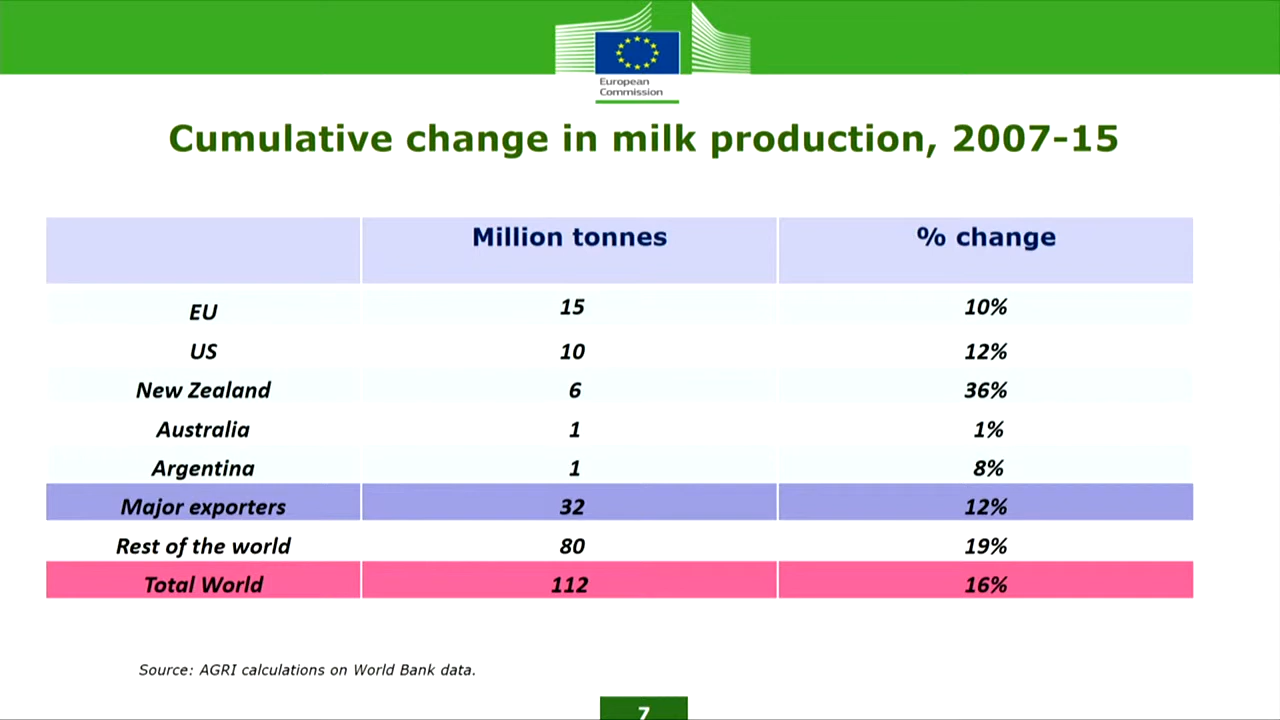 European
Commission
Cumulative change in milk production, 2007-15
Million tonnes % change
EU 15 10%
US 10 12%
New Zealand 6 36%
Australia 1 1%
Argentina 1 8%
Major exporters 32 12%
Rest of the world 80 19%
Total World 112 16%
Source: AGRI calculations on World Bank data.
7